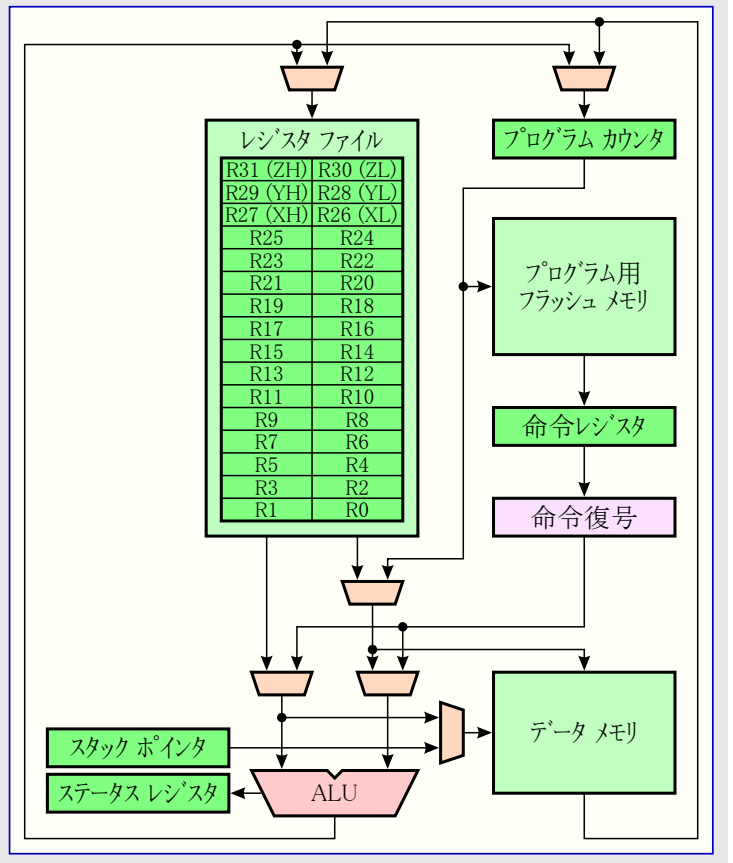 レジスタ ファイル
プログラム カウンタ
R31 (ZH) R30 (ZL)
R29 (YH) R28 (YL)
R27 (XH) R26 (XL)
R25 R24
R23 R22
R21 R20
R19 R18
R17 R16
R15 R14
R13 R12
R11 R10
R9 R8
R7 R6
R5 R4
R3 R2
R1 R0
プログラム用
フラッシュ メモリ
命令レジスタ
命令復号
データ メモリ
スタック ポインタ
ステータス レジスタ
ALU